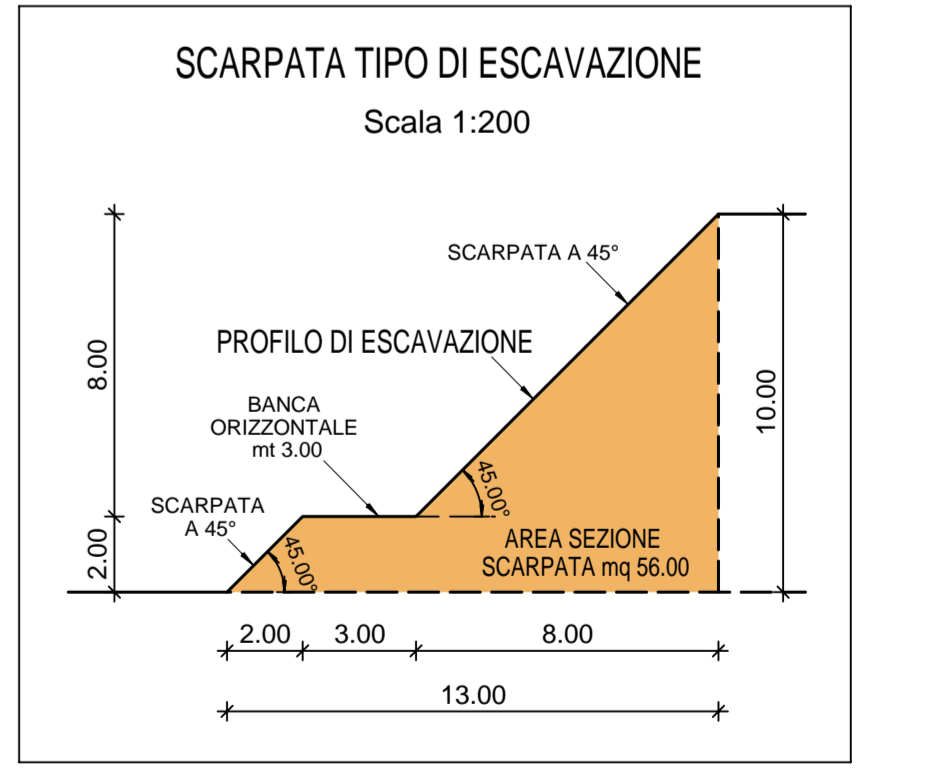 SCARPATA TIPO DI ESCAVAZIONE
Scala 1:200
SCARPATA A 45°
PROFILO DI ESCAVAZIONE
8.00
10.00
BANCA
ORIZZONTALE
mt 3.00
45.00°
SCARPATA
A 45°
2.00
45.00°
AREA SEZIONE
SCARPATA mq 56.00
2.00 3.00 8.00
13.00